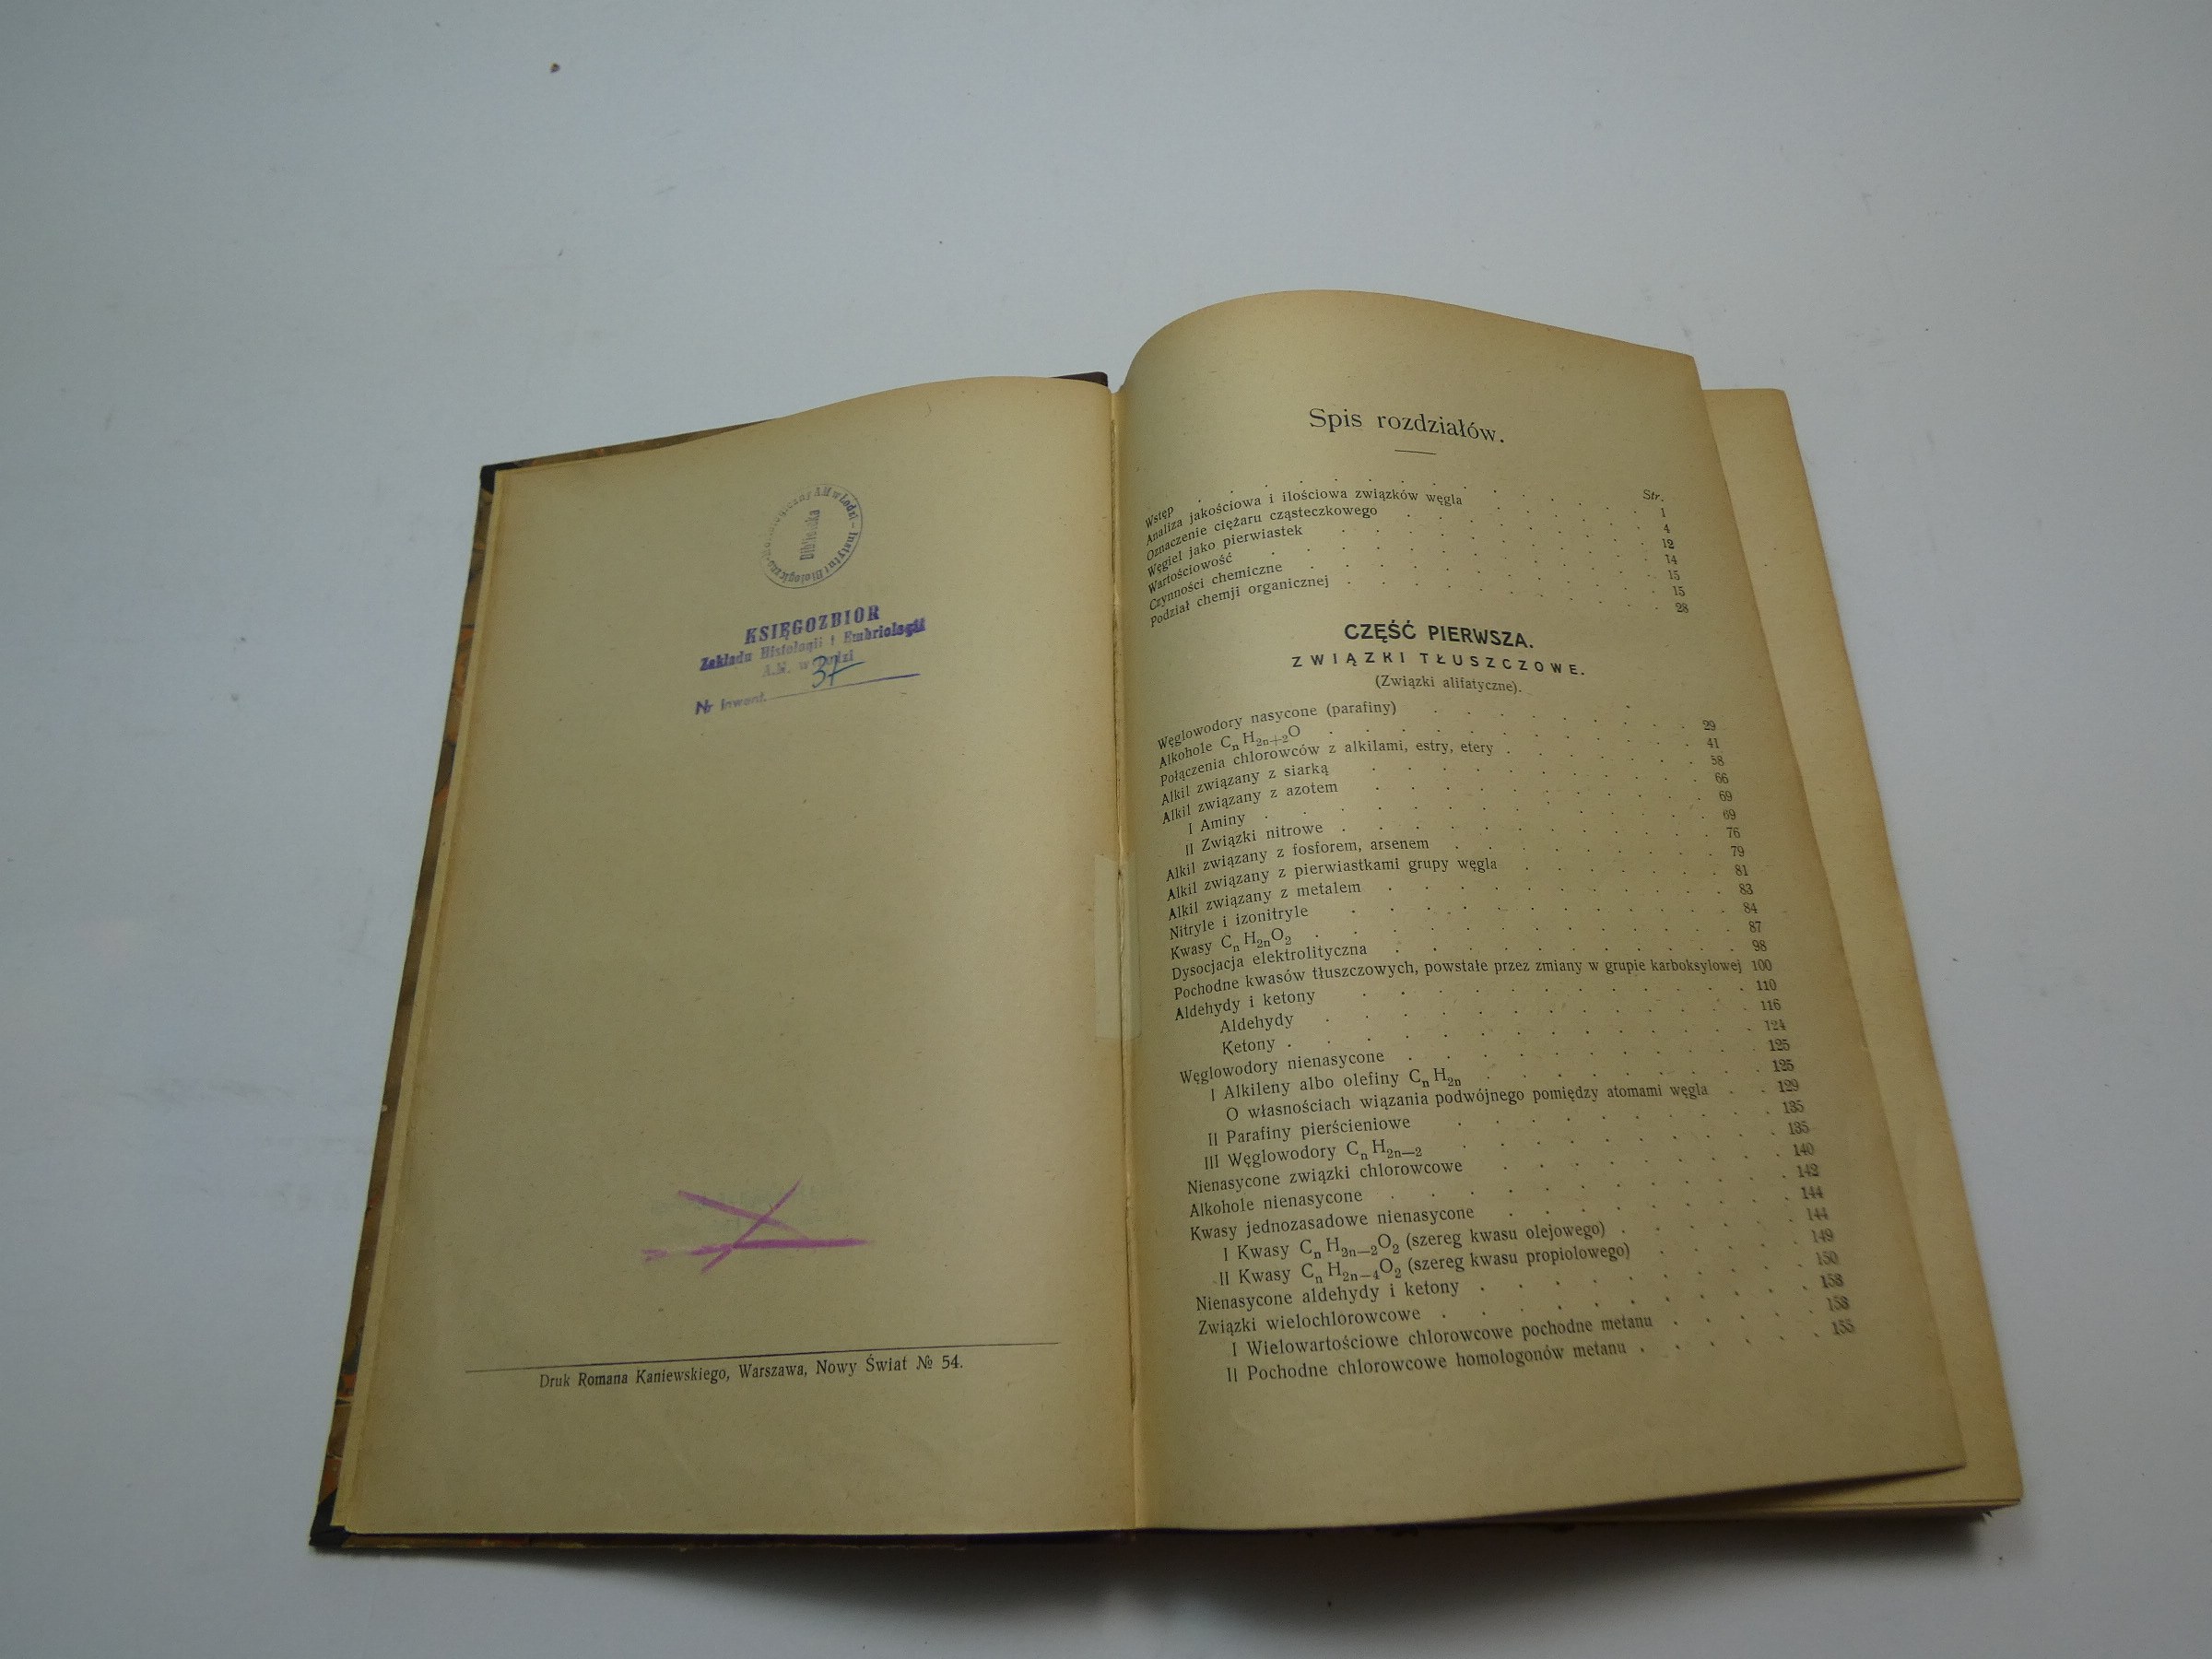 Biblioteka
KSIĘGOZBIOR
Zakładu Histologii i Embriologii
A.M. w Łodzi
Nr inwent. 37
Druk Romana Kaniewskiego, Warszawa, Nowy Świat № 54.
Spis rozdziałów.
Str.
Wstęp . . . 1
Analiza jakościowa i ilościowa związków węgla . . . 4
Oznaczenie ciężaru cząsteczkowego . . . 12
Węgiel jako pierwiastek . . . 14
Wartościowość . . . 15
Czynności chemiczne . . . 15
Podział chemji organicznej . . . 28
CZĘŚĆ PIERWSZA.
ZWIĄZKI TŁUSZCZOWE.
(Związki alifatyczne).
Węglowodory nasycone (parafiny) . . . 29
Alkohole CₙH₂ₙ₊₂O . . . 41
Połączenia chlorowców z alkilami, estry, etery . . . 58
Alkil związany z siarką . . . 66
Alkil związany z azotem . . . 69
I Aminy . . . 69
II Związki nitrowe . . . 76
Alkil związany z fosforem, arsenem . . . 79
Alkil związany z pierwiastkami grupy węgla . . . 81
Alkil związany z metalem . . . 83
Nitryle i izonitryle . . . 84
Kwasy CₙH₂ₙO₂ . . . 87
Dysocjacja elektrolityczna . . . 98
Pochodne kwasów tłuszczowych, powstałe przez zmiany w grupie karboksylowej 100
Aldehydy i ketony . . . 110
Aldehydy . . . 116
Ketony . . . 124
Węglowodory nienasycone . . . 125
I Alkileny albo olefiny CₙH₂ₙ . . . 125
O własnościach wiązania podwójnego pomiędzy atomami węgla . . 129
II Parafiny pierścieniowe . . . 135
III Węglowodory CₙH₂ₙ₋₂ . . . 135
Nienasycone związki chlorowcowe . . . 140
Alkohole nienasycone . . . 142
Kwasy jednozasadowe nienasycone . . . 144
I Kwasy CₙH₂ₙ₋₂O₂ (szereg kwasu olejowego) . . . 144
II Kwasy CₙH₂ₙ₋₄O₂ (szereg kwasu propiolowego) . . . 149
Nienasycone aldehydy i ketony . . . 150
Związki wielochlorowcowe . . . 153
I Wielowartościowe chlorowcowe pochodne metanu . . . 153
II Pochodne chlorowcowe homologonów metanu . . . 155